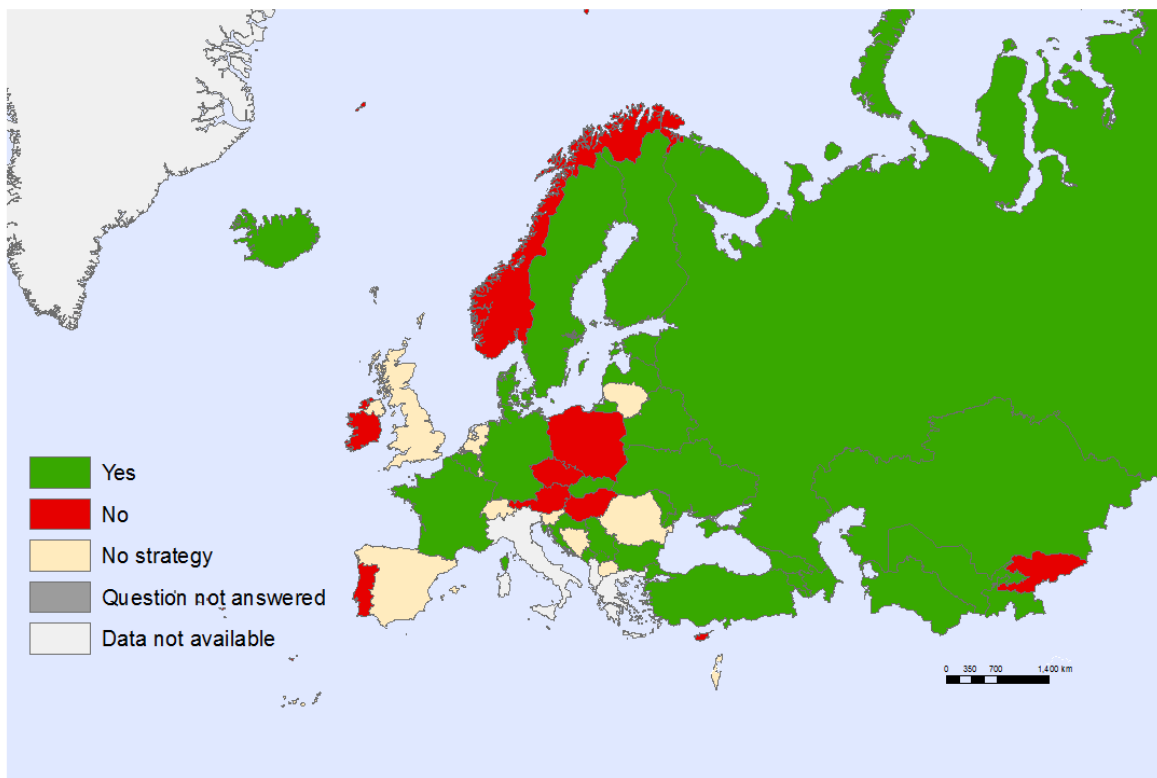 Yes
No
No strategy
Question not answered
Data not available
0 350 700 1,400 km